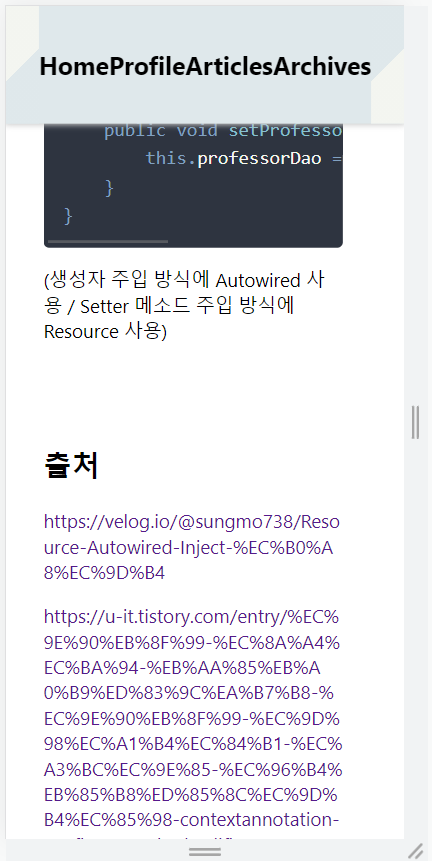 HomeProfileArticlesArchives
public void setProfesso
this.professorDao =
}
}
(생성자 주입 방식에 Autowired 사
용 / Setter 메소드 주입 방식에
Resource 사용)
출처
https://velog.io/@sungmo738/Reso
urce-Autowired-Inject-%EC%B0%A
8%EC%9D%B4
https://u-it.tistory.com/entry/%EC%
9E%90%EB%8F%99-%EC%8A%A4%
EC%BA%94-%EB%AA%85%EB%A
0%B9%ED%83%9C%EA%B7%B8-%
EC%9E%90%EB%8F%99-%EC%9D%
98%EC%A1%B4%EC%84%B1-%EC%
A3%BC%EC%9E%85-%EC%96%B4%
EB%85%B8%ED%85%8C%EC%9D%
B4%EC%85%98-contextannotation-